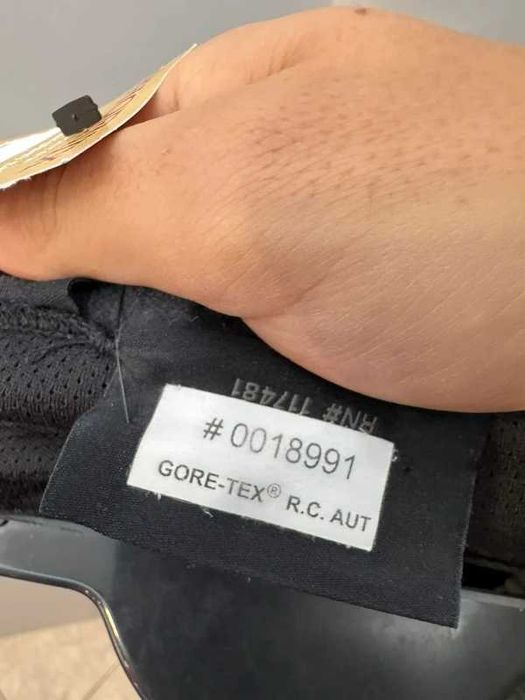 RN# 117481
#0018991
GORE-TEX® R.C. AUT